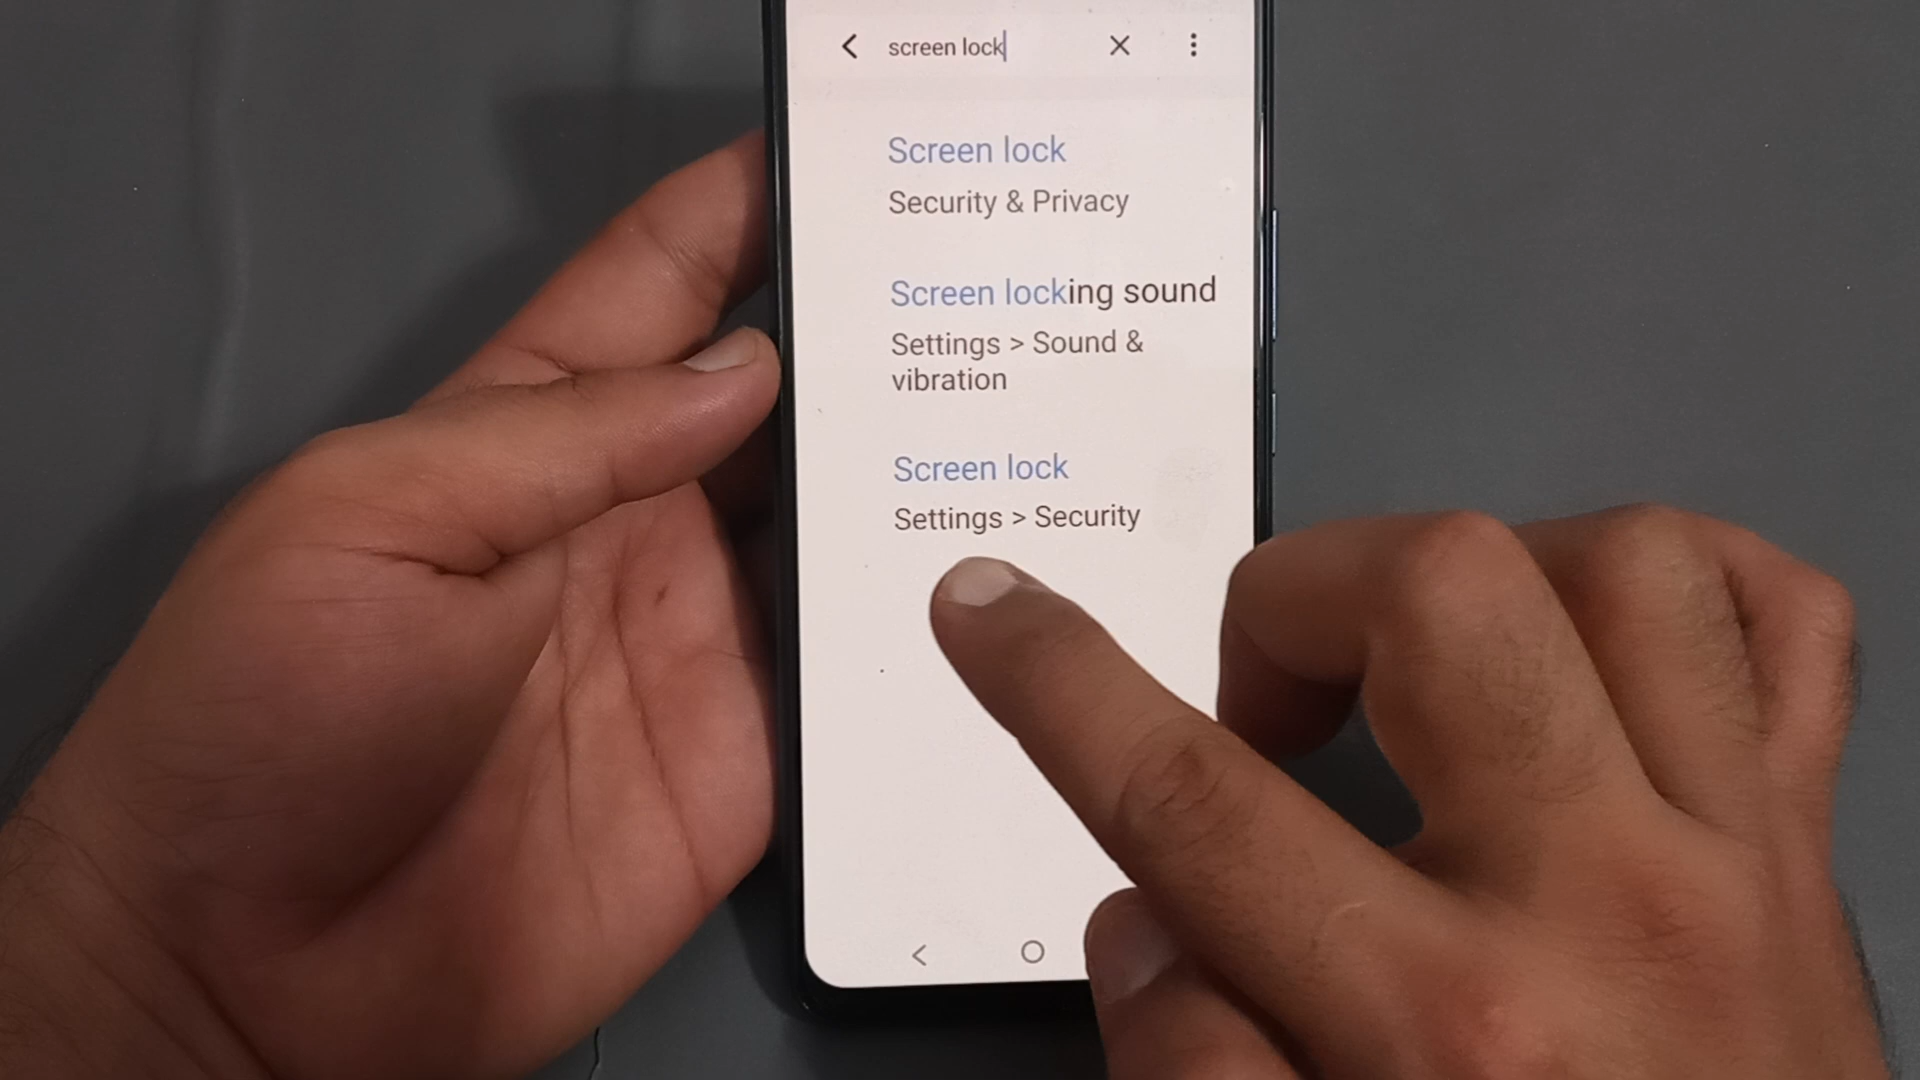 screen lock
Screen lock
Security & Privacy
Screen locking sound
Settings > Sound &
vibration
Screen lock
Settings > Security